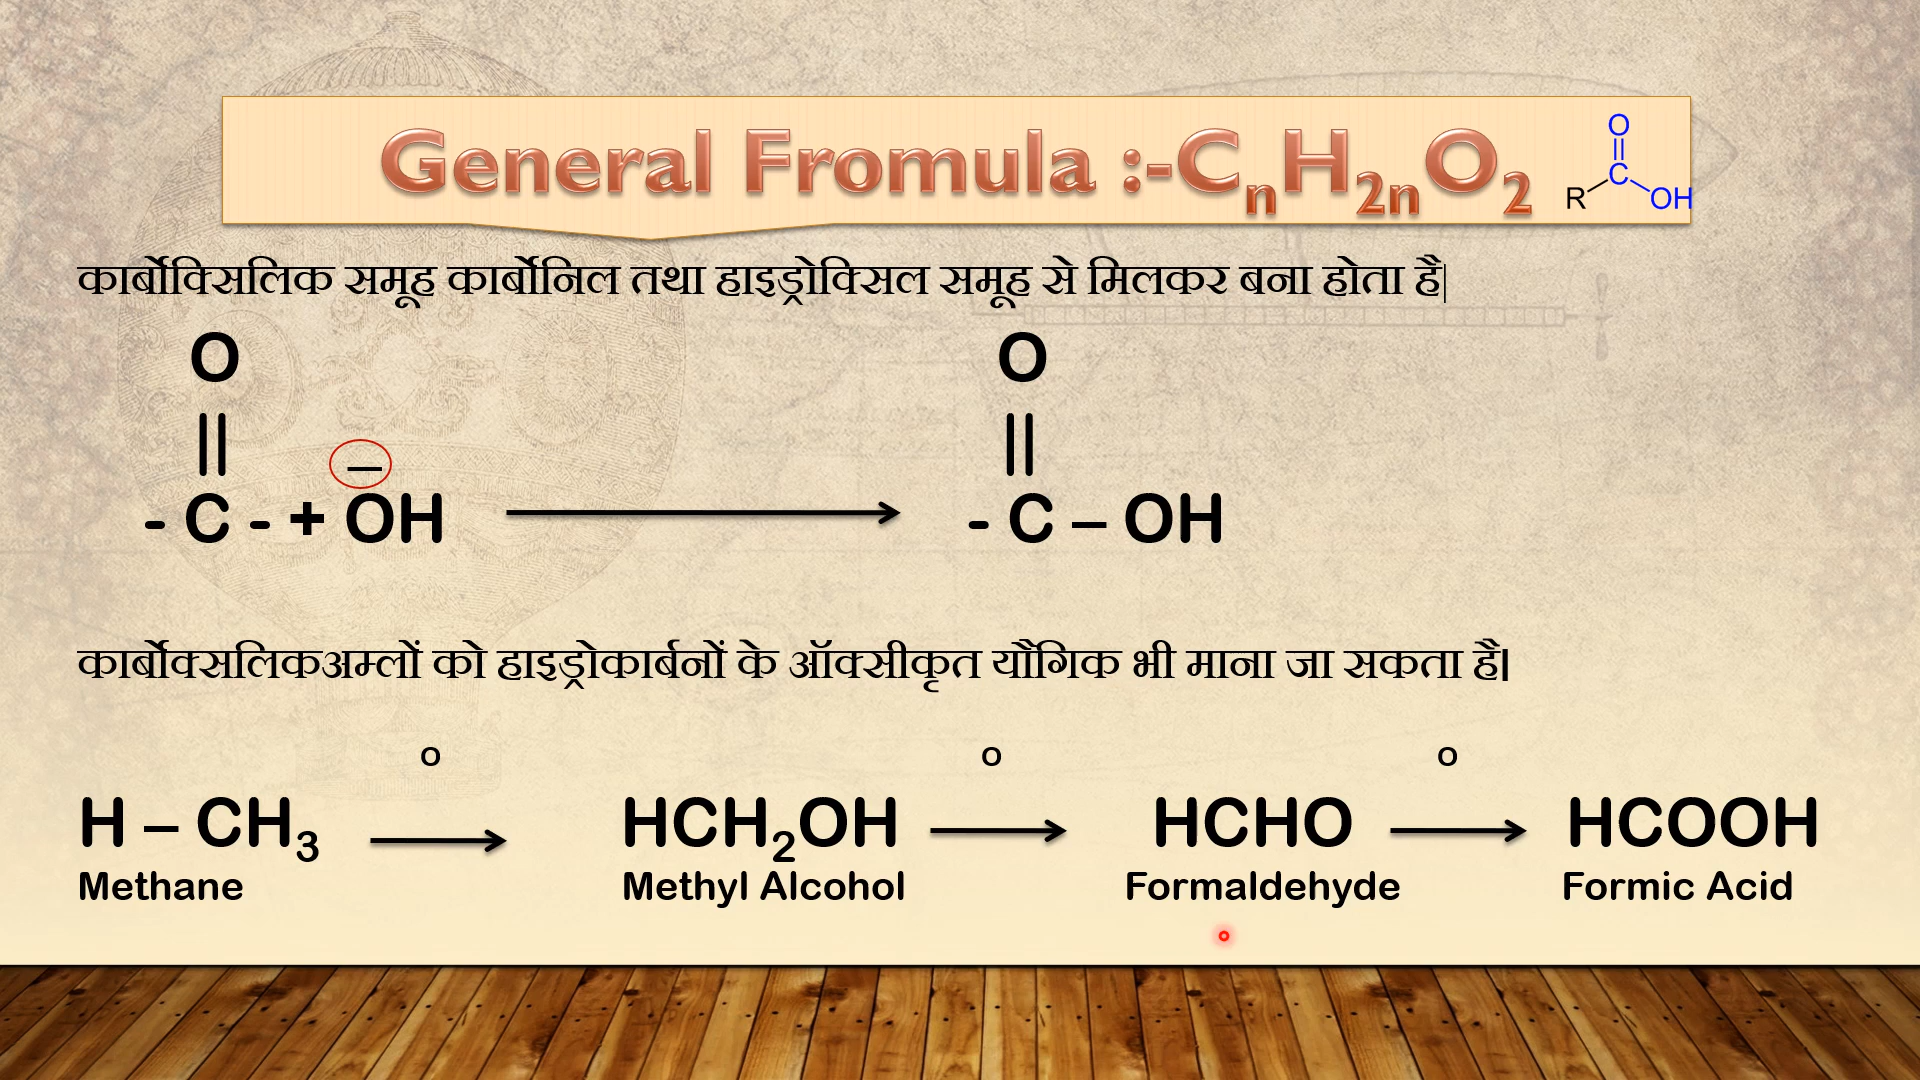 General Fromula :-CₙH₂ₙO₂
O
||
C
R OH
कार्बोक्सिलिक समूह कार्बोनिल तथा हाइड्रोक्सिल समूह से मिलकर बना होता है|
O O
|| ||
_
- C - + OH - C – OH
कार्बोक्सलिकअम्लों को हाइड्रोकार्बनों के ऑक्सीकृत यौगिक भी माना जा सकता है।
o o o
H – CH₃ HCH₂OH HCHO HCOOH
Methane Methyl Alcohol Formaldehyde Formic Acid